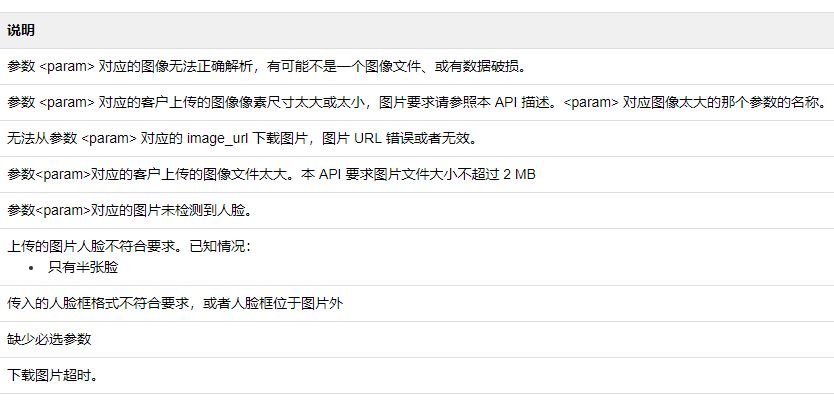 说明
参数 <param> 对应的图像无法正确解析，有可能不是一个图像文件、或有数据破损。
参数 <param> 对应的客户上传的图像像素尺寸太大或太小，图片要求请参照本 API 描述。<param> 对应图像太大的那个参数的名称。
无法从参数 <param> 对应的 image_url 下载图片，图片 URL 错误或者无效。
参数<param>对应的客户上传的图像文件太大。本 API 要求图片文件大小不超过 2 MB
参数<param>对应的图片未检测到人脸。
上传的图片人脸不符合要求。已知情况：
• 只有半张脸
传入的人脸框格式不符合要求，或者人脸框位于图片外
缺少必选参数
下载图片超时。